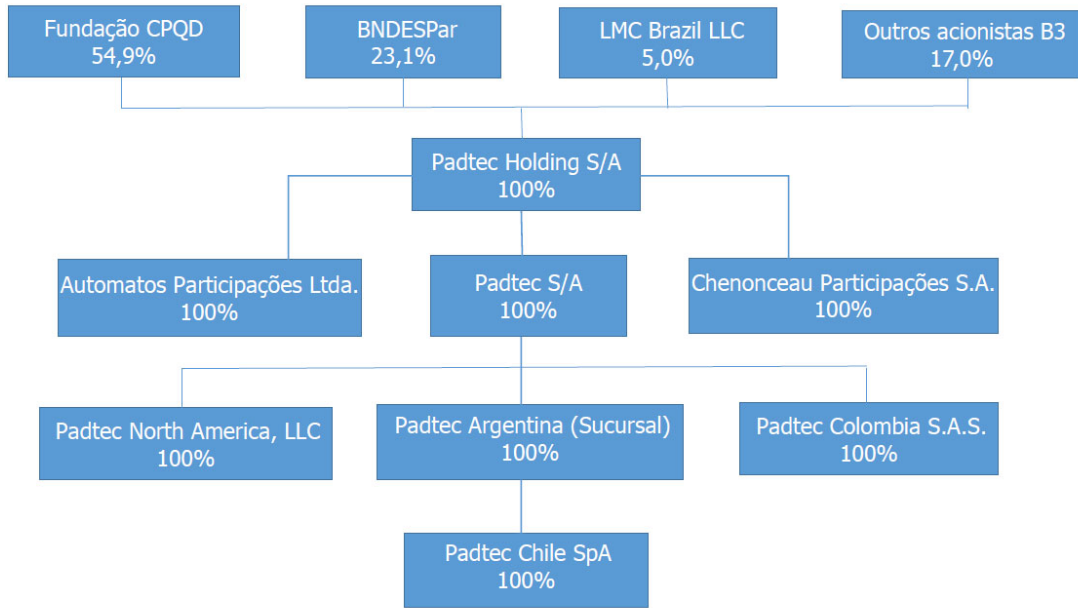 Fundação CPQD
54,9%
BNDESPar
23,1%
LMC Brazil LLC
5,0%
Outros acionistas B3
17,0%
Padtec Holding S/A
100%
Automatos Participações Ltda.
100%
Padtec S/A
100%
Chenonceau Participações S.A.
100%
Padtec North America, LLC
100%
Padtec Argentina (Sucursal)
100%
Padtec Colombia S.A.S.
100%
Padtec Chile SpA
100%